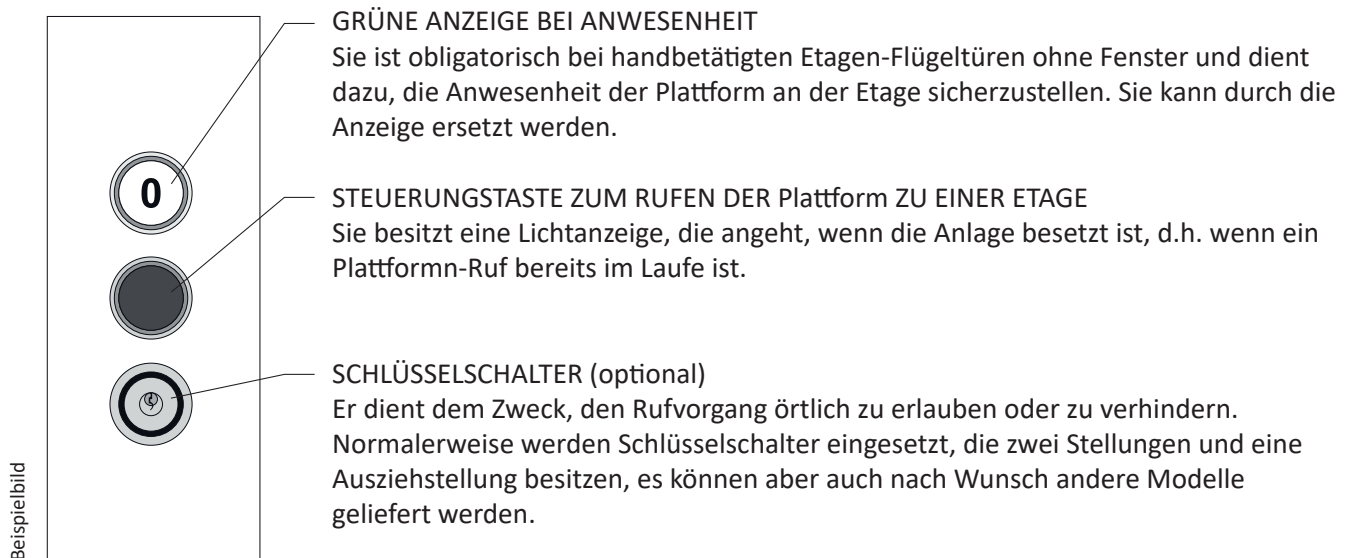 GRÜNE ANZEIGE BEI ANWESENHEIT
Sie ist obligatorisch bei handbetätigten Etagen-Flügeltüren ohne Fenster und dient
dazu, die Anwesenheit der Plattform an der Etage sicherzustellen. Sie kann durch die
Anzeige ersetzt werden.
0
STEUERUNGSTASTE ZUM RUFEN DER Plattform ZU EINER ETAGE
Sie besitzt eine Lichtanzeige, die angeht, wenn die Anlage besetzt ist, d.h. wenn ein
Plattformn-Ruf bereits im Laufe ist.
SCHLÜSSELSCHALTER (optional)
Er dient dem Zweck, den Rufvorgang örtlich zu erlauben oder zu verhindern.
Normalerweise werden Schlüsselschalter eingesetzt, die zwei Stellungen und eine
Ausziehstellung besitzen, es können aber auch nach Wunsch andere Modelle
geliefert werden.
Beispielbild